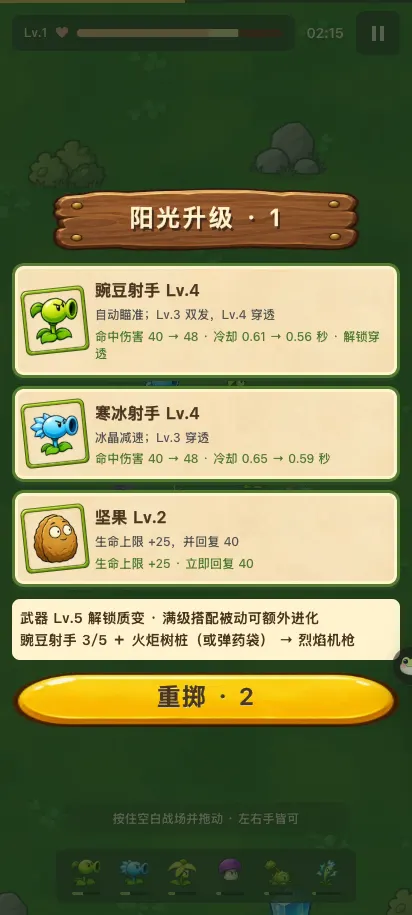 Lv.1
02:15
阳光升级 · 1
豌豆射手 Lv.4
自动瞄准；Lv.3 双发，Lv.4 穿透
命中伤害 40 → 48 · 冷却 0.61 → 0.56 秒 · 解锁穿
透
寒冰射手 Lv.4
冰晶减速；Lv.3 穿透
命中伤害 40 → 48 · 冷却 0.65 → 0.59 秒
坚果 Lv.2
生命上限 +25，并回复 40
生命上限 +25 · 立即回复 40
武器 Lv.5 解锁质变 · 满级搭配被动可额外进化
豌豆射手 3/5 + 火炬树桩（或弹药袋） → 烈焰机枪
重掷 · 2
按住空白战场并拖动 · 左右手皆可